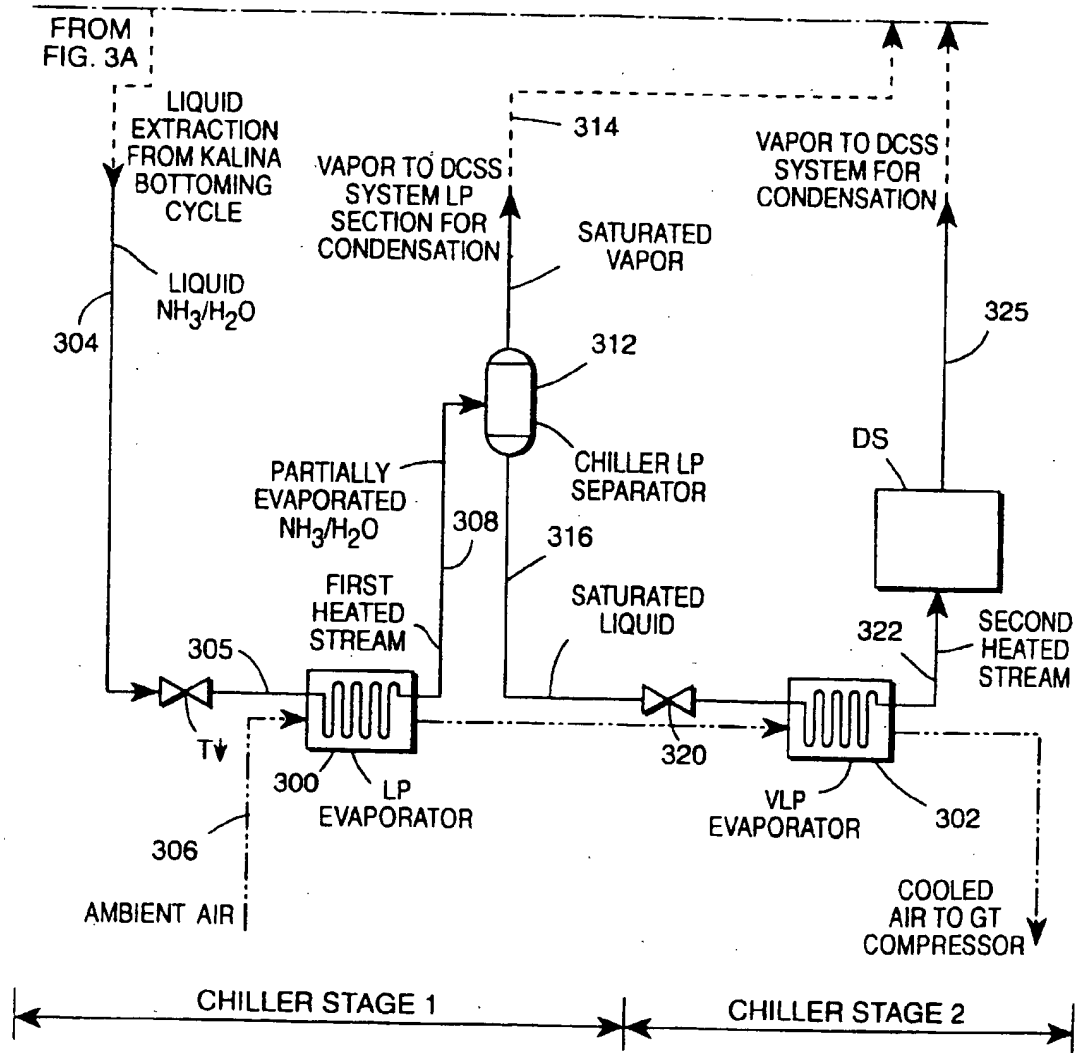 FROM
FIG. 3A
LIQUID
EXTRACTION
FROM KALINA
BOTTOMING
CYCLE
LIQUID
NH3/H2O
304
VAPOR TO DCSS
SYSTEM LP
SECTION FOR
CONDENSATION
314
SATURATED
VAPOR
VAPOR TO DCSS
SYSTEM FOR
CONDENSATION
325
312
CHILLER LP
SEPARATOR
PARTIALLY
EVAPORATED
NH3/H2O
308
316
DS
FIRST
HEATED
STREAM
SATURATED
LIQUID
322
SECOND
HEATED
STREAM
305
T
300
LP
EVAPORATOR
320
VLP
EVAPORATOR
302
306
AMBIENT AIR
COOLED
AIR TO GT
COMPRESSOR
CHILLER STAGE 1
CHILLER STAGE 2